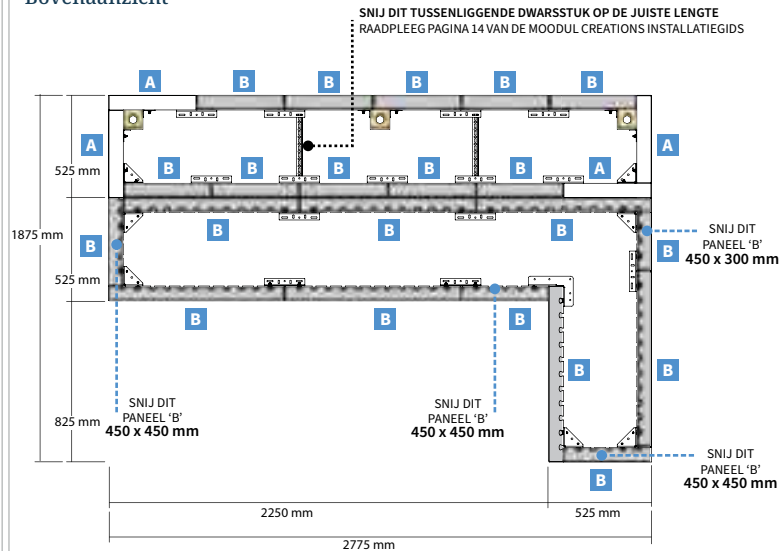 Bovenaanzicht
SNIJ DIT TUSSENLIGGENDE DWARSSTUK OP DE JUISTE LENGTE
RAADPLEEG PAGINA 14 VAN DE MOODUL CREATIONS INSTALLATIEGIDS
A B B B B B
A
A
B B B B B A
525 mm
B B B
1875 mm
B
B
SNIJ DIT
PANEEL ‘B’
450 x 300 mm
525 mm
B B B
B
B
825 mm
SNIJ DIT
PANEEL ‘B’
450 x 450 mm
SNIJ DIT
PANEEL ‘B’
450 x 450 mm
SNIJ DIT
PANEEL ‘B’
450 x 450 mm
B
2250 mm
525 mm
2775 mm